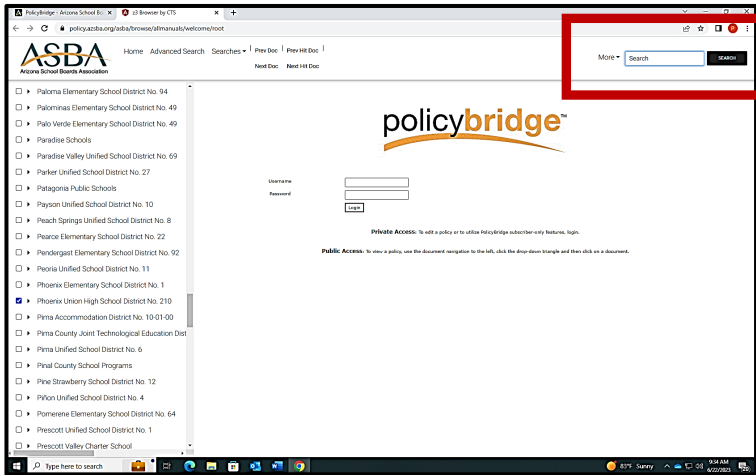 PolicyBridge - Arizona School Bo
z3 Browser by CTS
policy.azsba.org/asba/browse/allmanuals/welcome/root
ASBA
Arizona School Boards Association
Home Advanced Search Searches Prev Doc Prev Hit Doc
Next Doc Next Hit Doc
More Search SEARCH
Paloma Elementary School District No. 94
Palominas Elementary School District No. 49
Palo Verde Elementary School District No. 49
Paradise Schools
Paradise Valley Unified School District No. 69
Parker Unified School District No. 27
Patagonia Public Schools
Payson Unified School District No. 10
Peach Springs Unified School District No. 8
Pearce Elementary School District No. 22
Pendergast Elementary School District No. 92
Peoria Unified School District No. 11
Phoenix Elementary School District No. 1
Phoenix Union High School District No. 210
Pima Accommodation District No. 10-01-00
Pima County Joint Technological Education Dist
Pima Unified School District No. 6
Pinal County School Programs
Pine Strawberry School District No. 12
Piñon Unified School District No. 4
Pomerene Elementary School District No. 64
Prescott Unified School District No. 1
Prescott Valley Charter School
policybridge™
Username
Password
Login
Private Access: To edit a policy or to utilize PolicyBridge subscriber-only features, login.
Public Access: To view a policy, use the document navigation to the left, click the drop-down triangle and then click on a document.
Type here to search
83°F Sunny
9:34 AM
6/22/2023